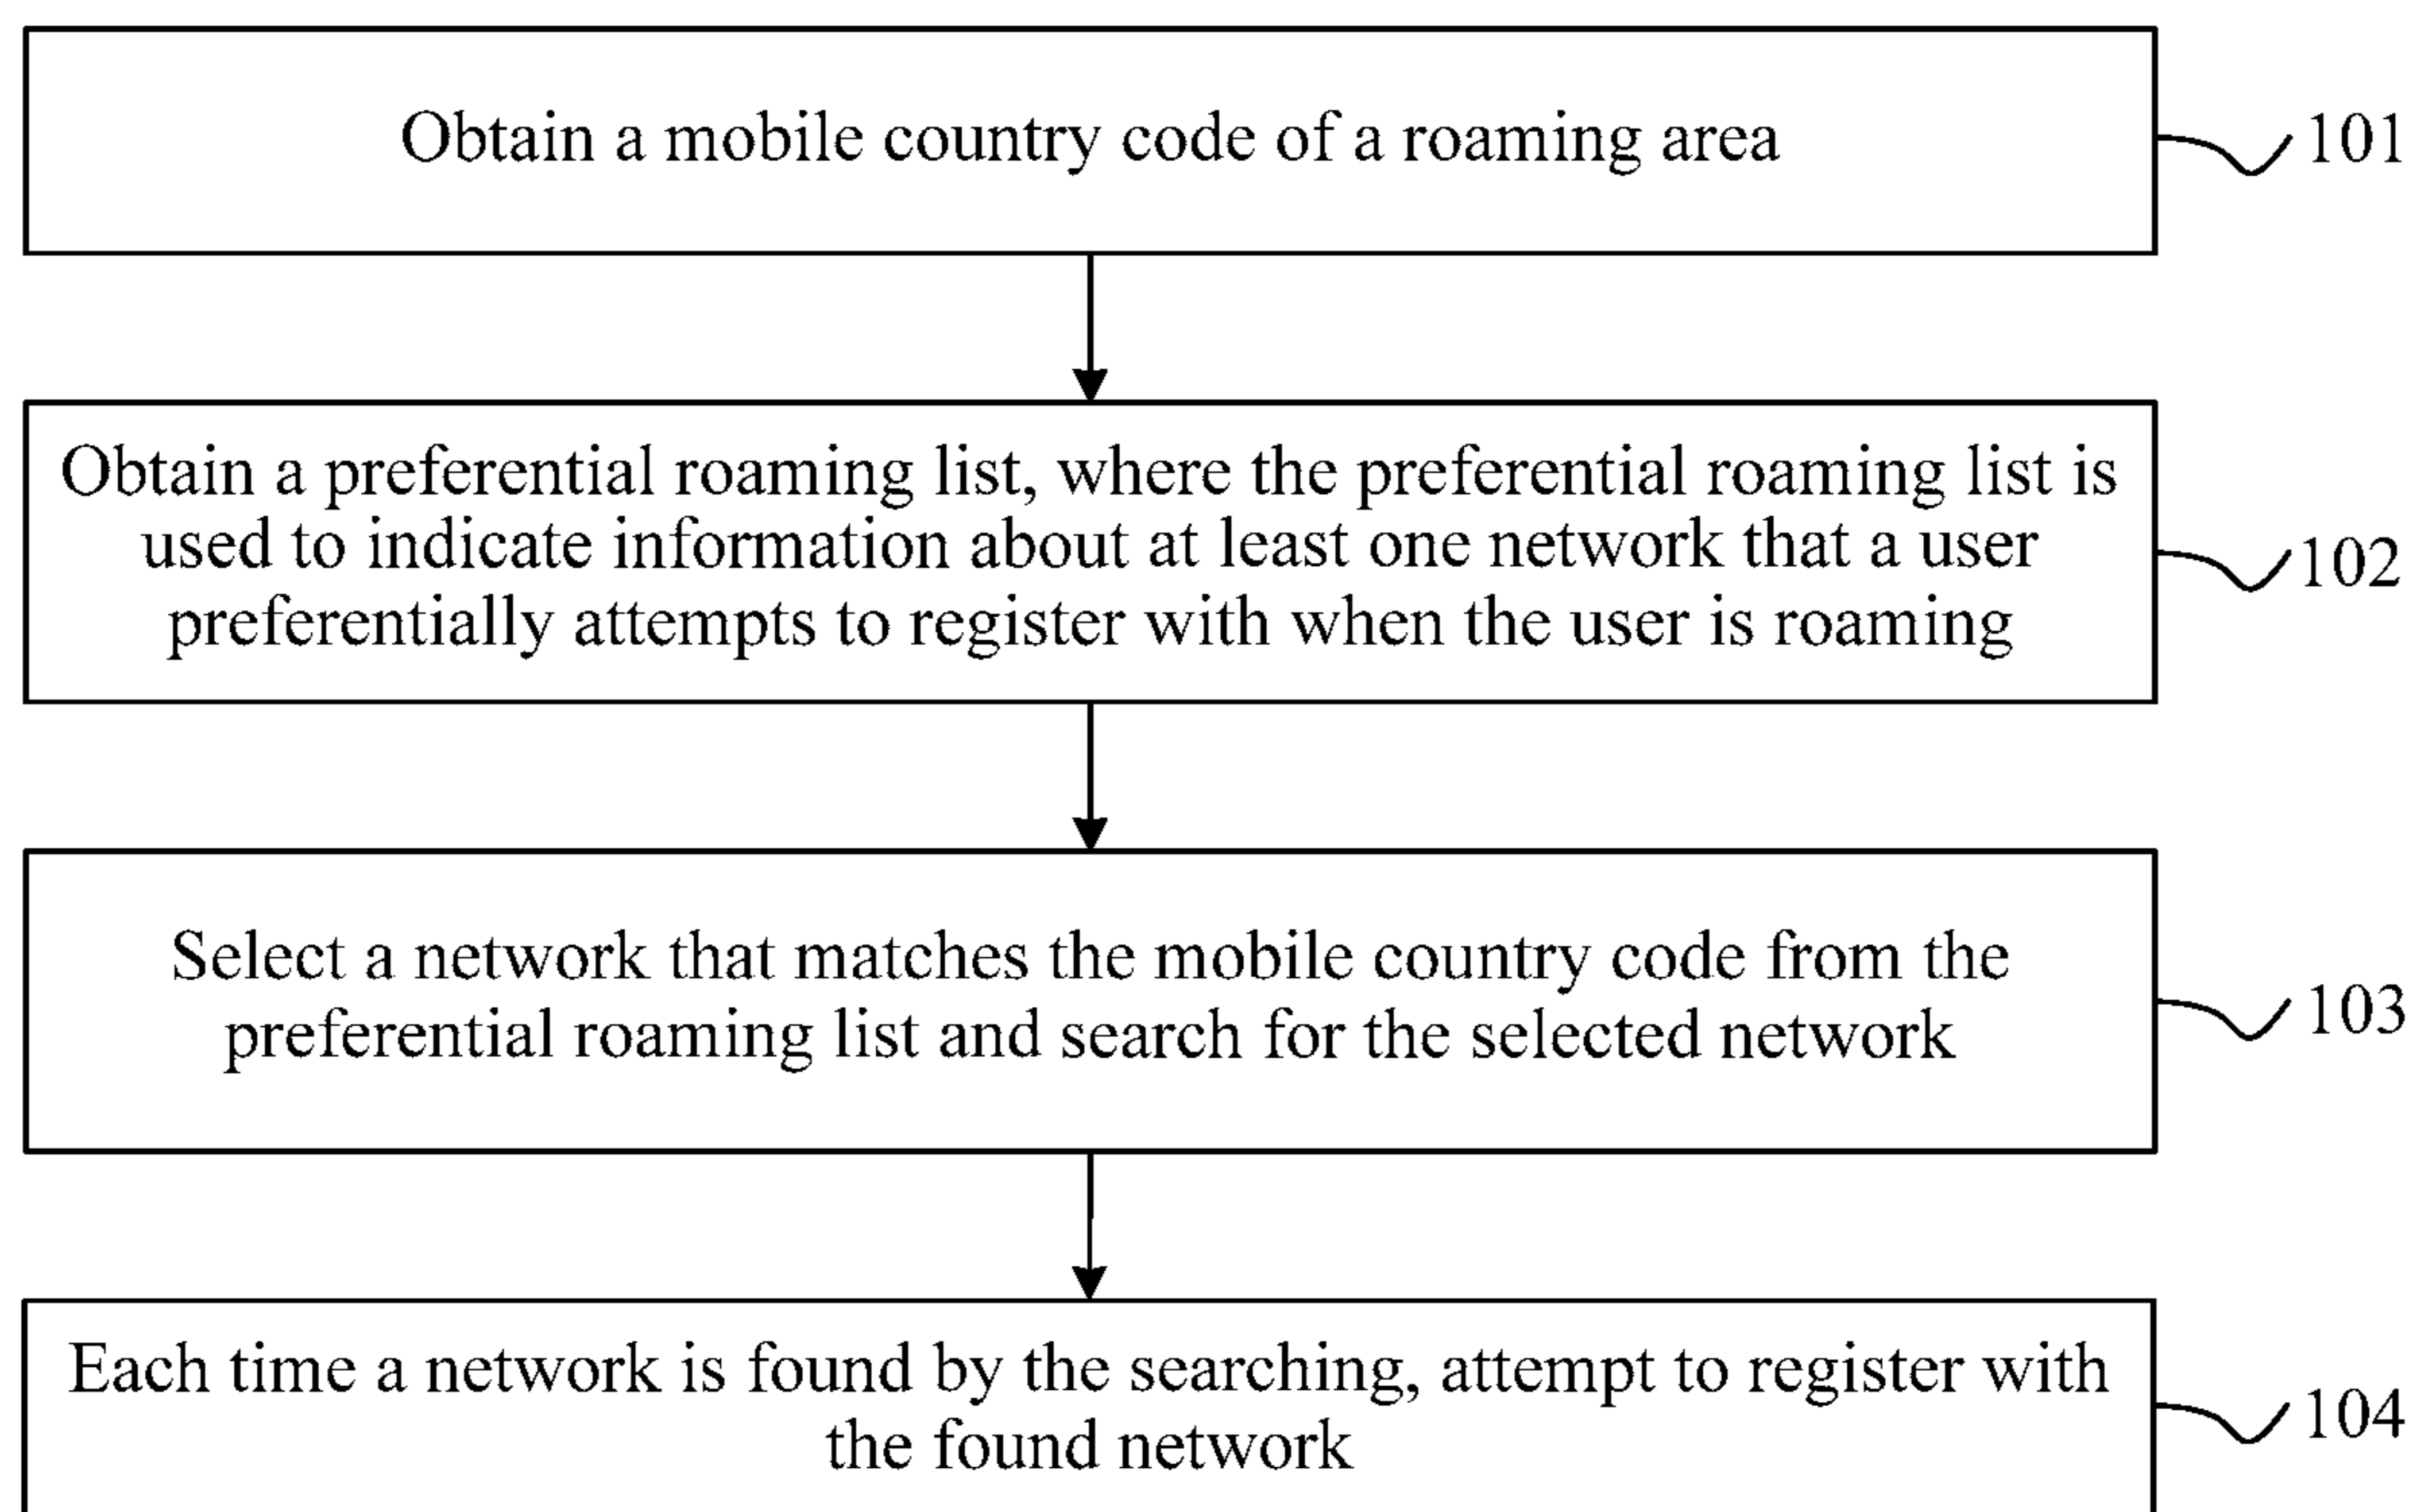 Obtain a mobile country code of a roaming area
101
Obtain a preferential roaming list, where the preferential roaming list is
used to indicate information about at least one network that a user
preferentially attempts to register with when the user is roaming
102
Select a network that matches the mobile country code from the
preferential roaming list and search for the selected network
103
Each time a network is found by the searching, attempt to register with
the found network
104